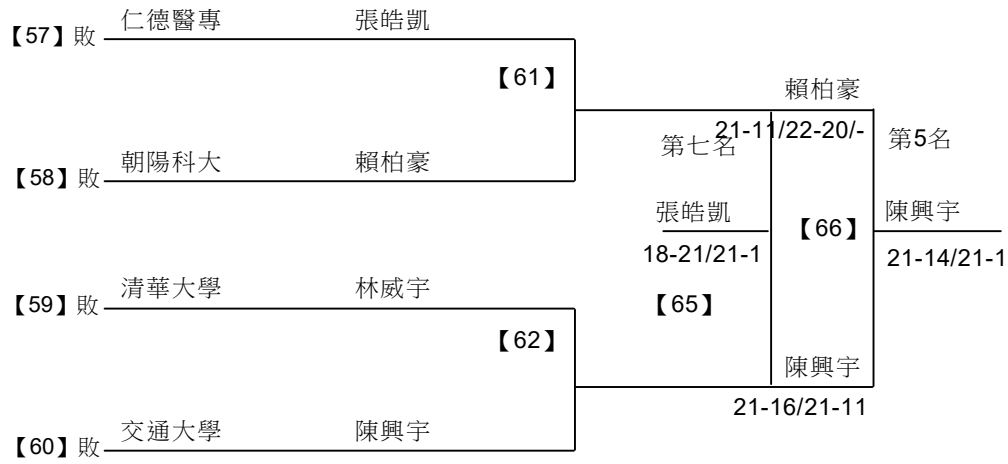 【57】敗 仁德醫專 張皓凱
【61】
賴柏豪
21-11/22-20/-
第七名
第5名
【58】敗 朝陽科大 賴柏豪
張皓凱
【66】
陳興宇
18-21/21-1
21-14/21-1
【59】敗 清華大學 林威宇
【65】
【62】
陳興宇
21-16/21-11
【60】敗 交通大學 陳興宇